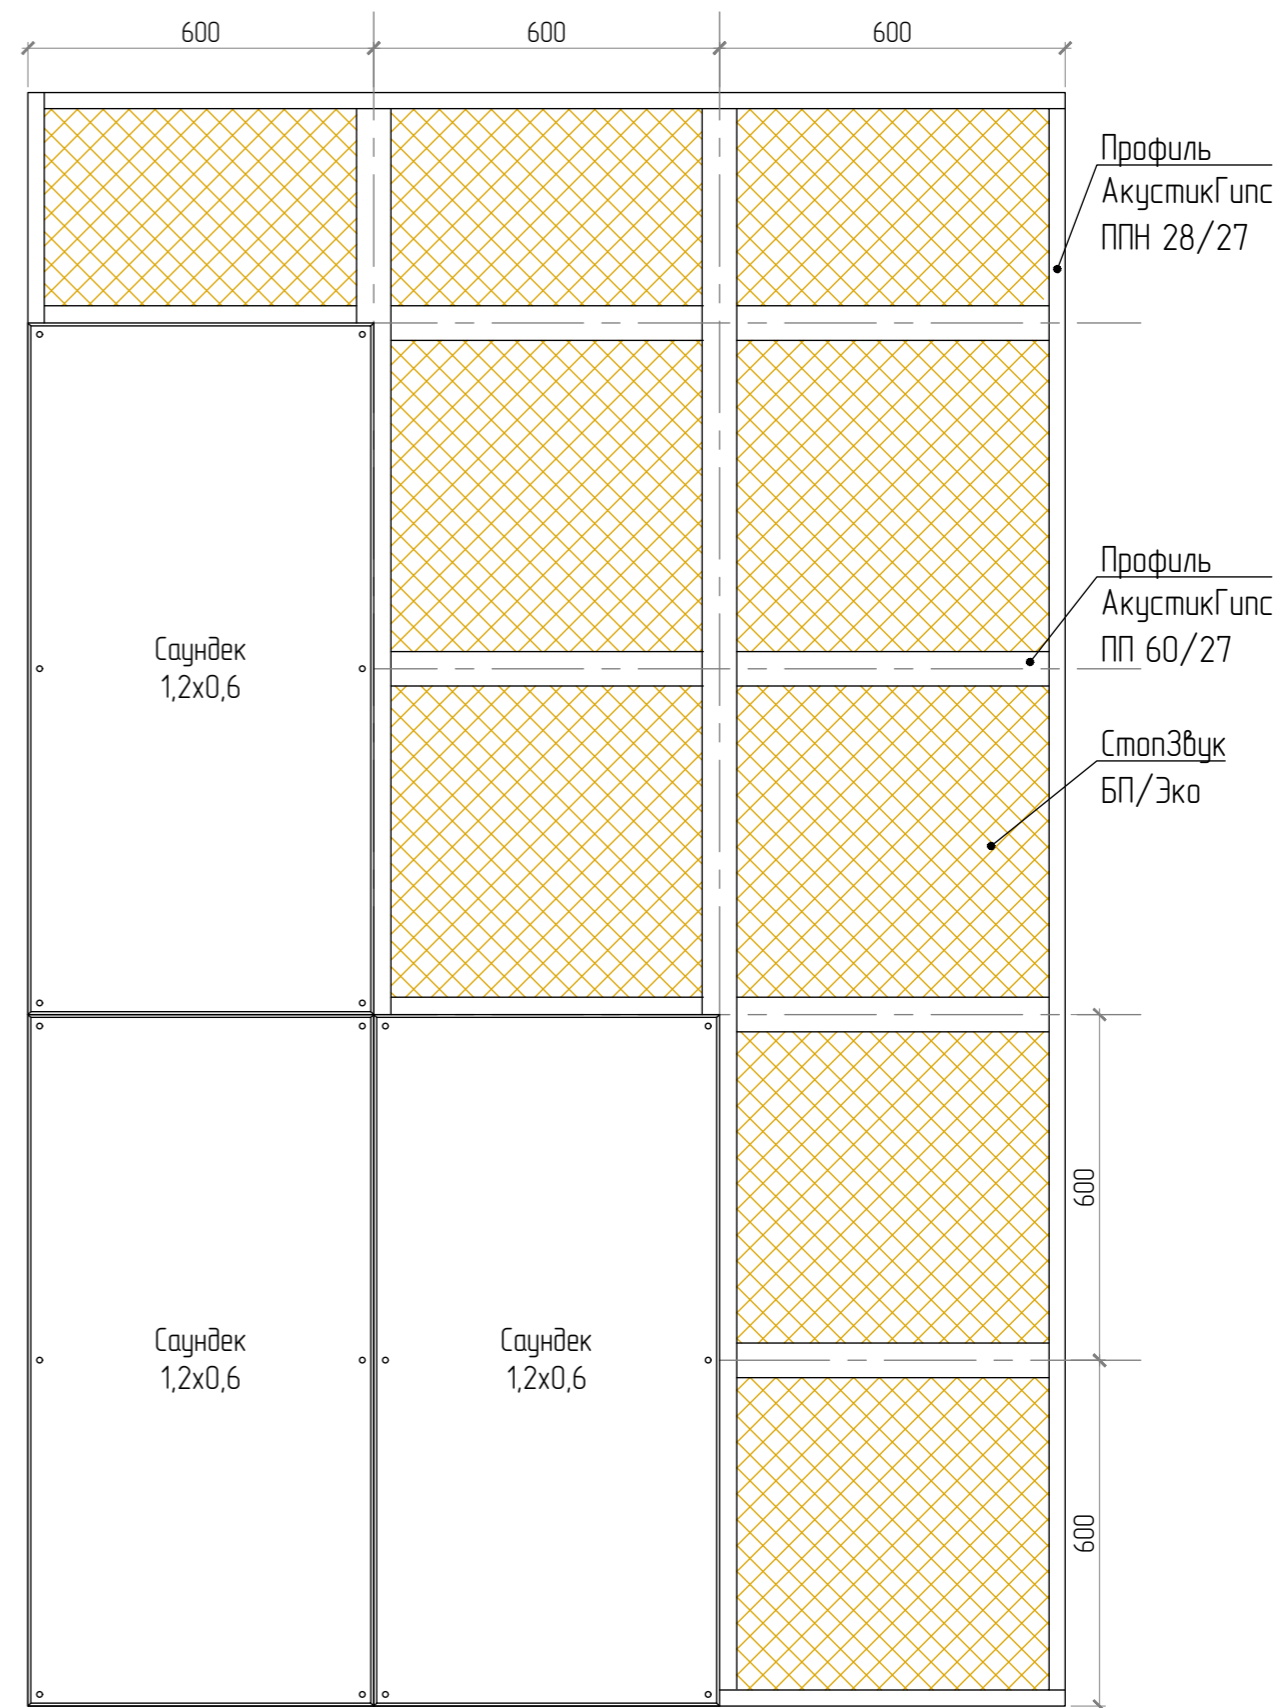 600
600
600
Профиль
АкустикГипс
ППН 28/27
Профиль
АкустикГипс
ПП 60/27
Саундек
1,2х0,6
СтопЗвук
БП/Эко
600
Саундек
1,2х0,6
Саундек
1,2х0,6
600